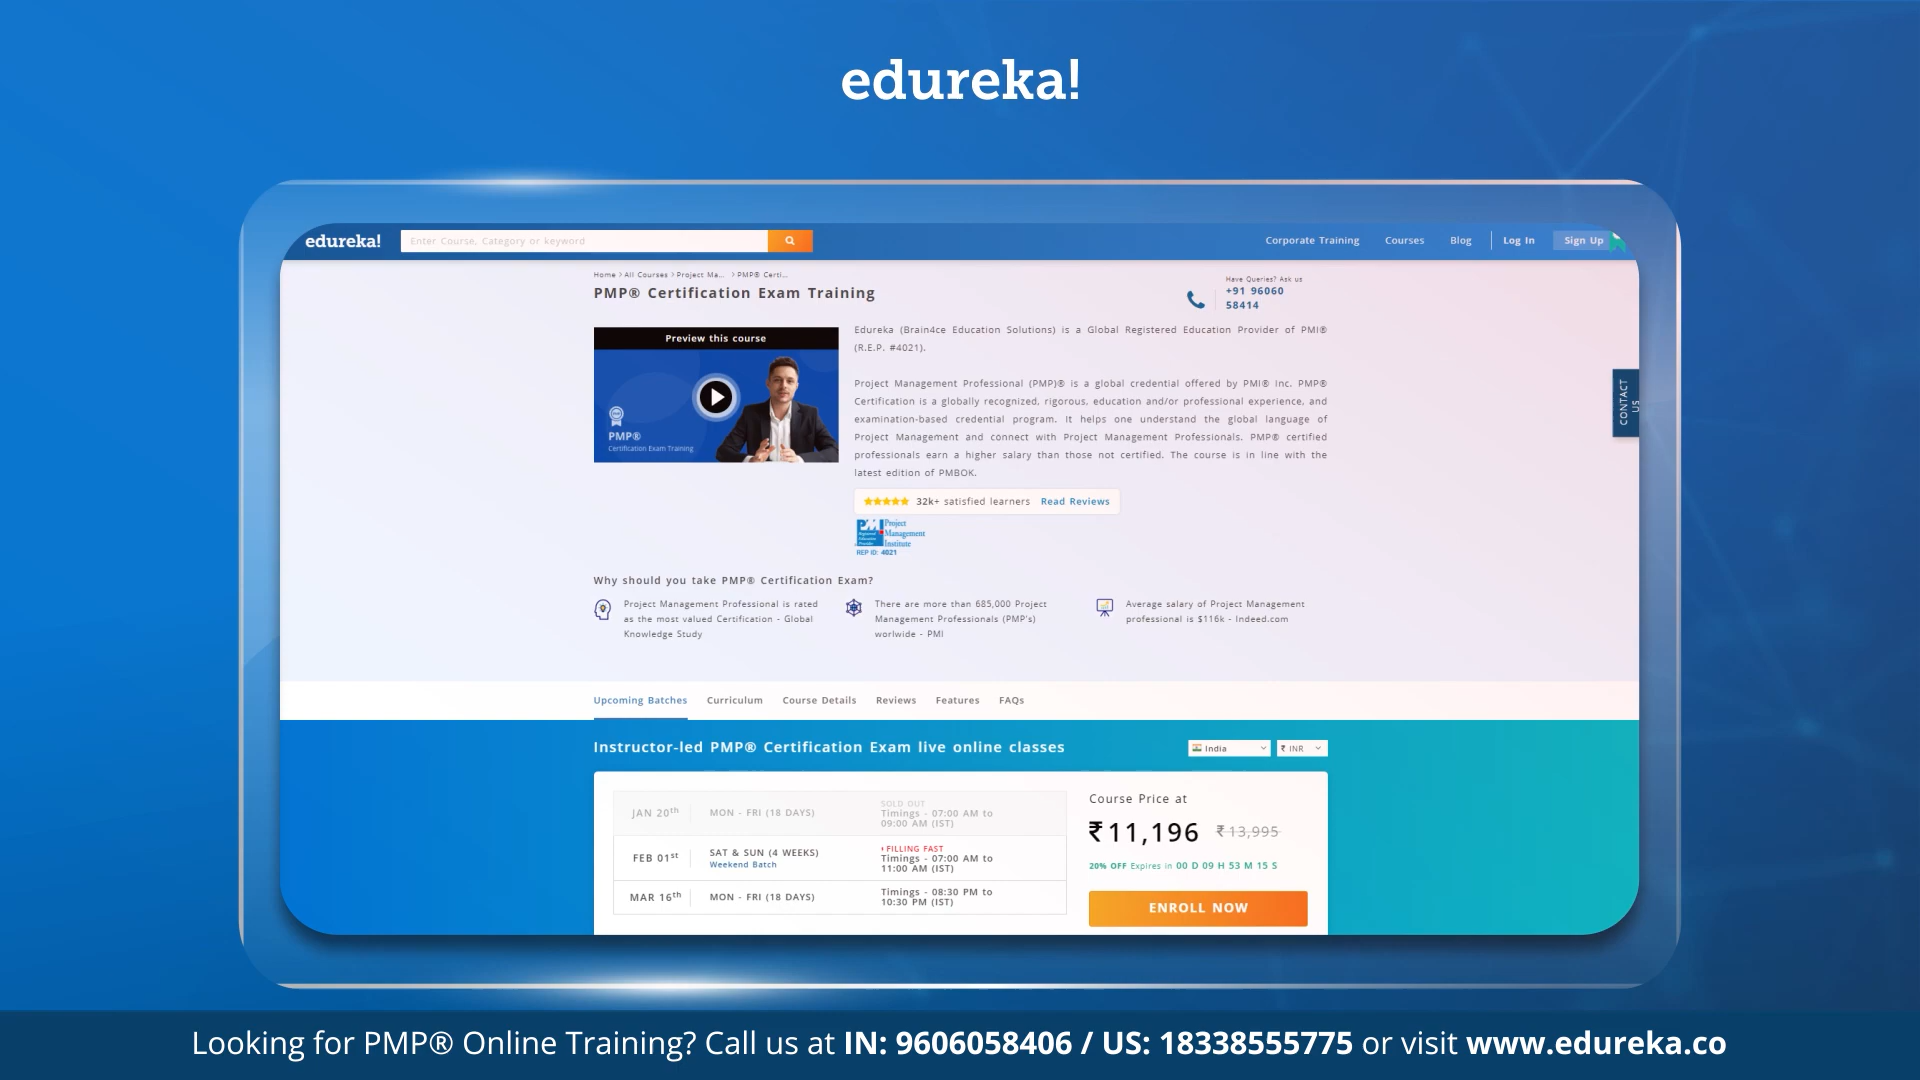 edureka!
edureka!
Enter Course, Category or keyword
Corporate Training
Courses
Blog
Log In
Sign Up
Home > All Courses > Project Ma... > PMP® Certi...
PMP® Certification Exam Training
Have Queries? Ask us
+91 96060
58414
Preview this course
PMP®
Certification Exam Training
Edureka (Brain4ce Education Solutions) is a Global Registered Education Provider of PMI®
(R.E.P. #4021).
Project Management Professional (PMP)® is a global credential offered by PMI® Inc. PMP®
Certification is a globally recognized, rigorous, education and/or professional experience, and
examination-based credential program. It helps one understand the global language of
Project Management and connect with Project Management Professionals. PMP® certified
professionals earn a higher salary than those not certified. The course is in line with the
latest edition of PMBOK.
32k+ satisfied learners Read Reviews
PMI
Registered
Education
Provider
Project
Management
Institute
REP ID: 4021
CONTACT
US
Why should you take PMP® Certification Exam?
Project Management Professional is rated
as the most valued Certification - Global
Knowledge Study
There are more than 685,000 Project
Management Professionals (PMP's)
worlwide - PMI
Average salary of Project Management
professional is $116k - Indeed.com
Upcoming Batches
Curriculum
Course Details
Reviews
Features
FAQs
Instructor-led PMP® Certification Exam live online classes
India
₹ INR
JAN 20th
MON - FRI (18 DAYS)
SOLD OUT
Timings - 07:00 AM to
09:00 AM (IST)
FEB 01st
SAT & SUN (4 WEEKS)
Weekend Batch
FILLING FAST
Timings - 07:00 AM to
11:00 AM (IST)
MAR 16th
MON - FRI (18 DAYS)
Timings - 08:30 PM to
10:30 PM (IST)
Course Price at
₹11,196 ₹13,995
20% OFF Expires in 00 D 09 H 53 M 15 S
ENROLL NOW
Looking for PMP® Online Training? Call us at IN: 9606058406 / US: 18338555775 or visit www.edureka.co